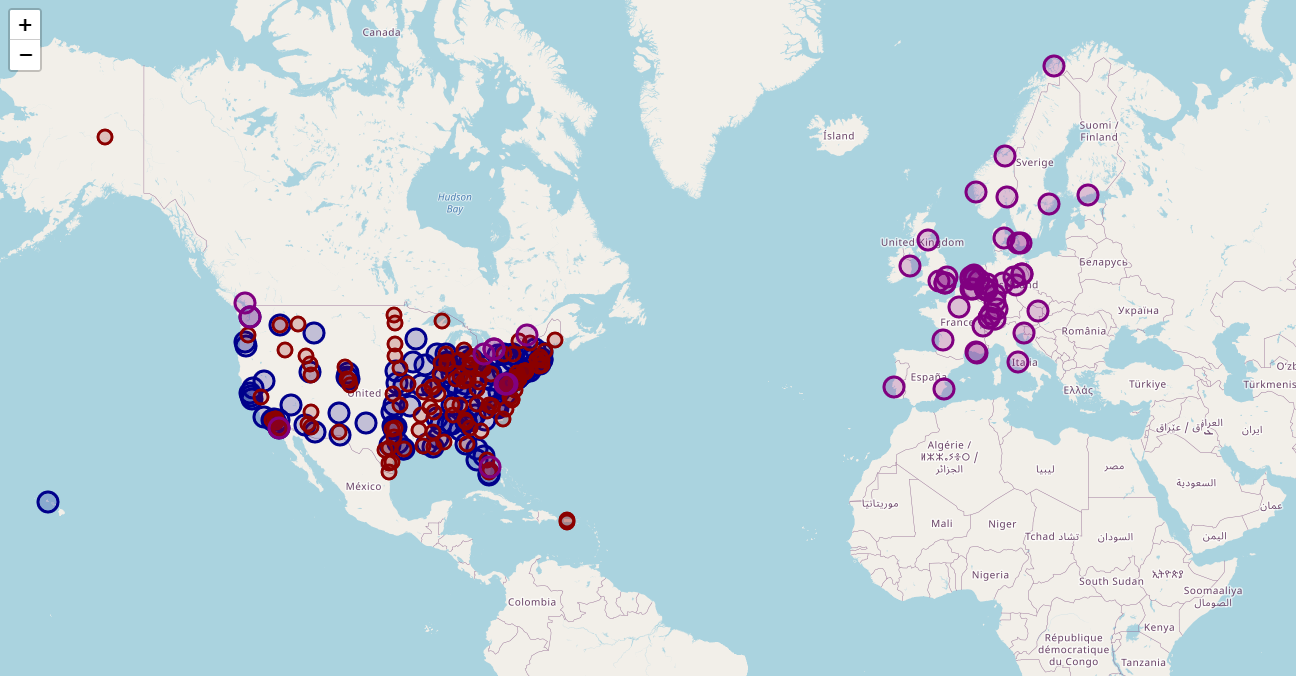 +
−
Canada
Hudson
Bay
United
México
Colombia
Ísland
Suomi /
Finland
Sverige
United Kingdom
Беларусь
Україна
France
România
Italia
España
Ελλάς
Türkiye
O'zb
Türkmenis
العراق / عێراق
ایران
Algérie /
ⵍⵣⵣⴰⵢⴻⵔ /
الجزائر
ليبيا
مصر
السعودية
موريتانيا
عمان
Mali
Niger
Tchad تشاد
السودان
اليمن
Nigeria
South Sudan
ኢትዮጵያ
Soomaaliya
الصومال
Kenya
République
démocratique
du Congo
Tanzania